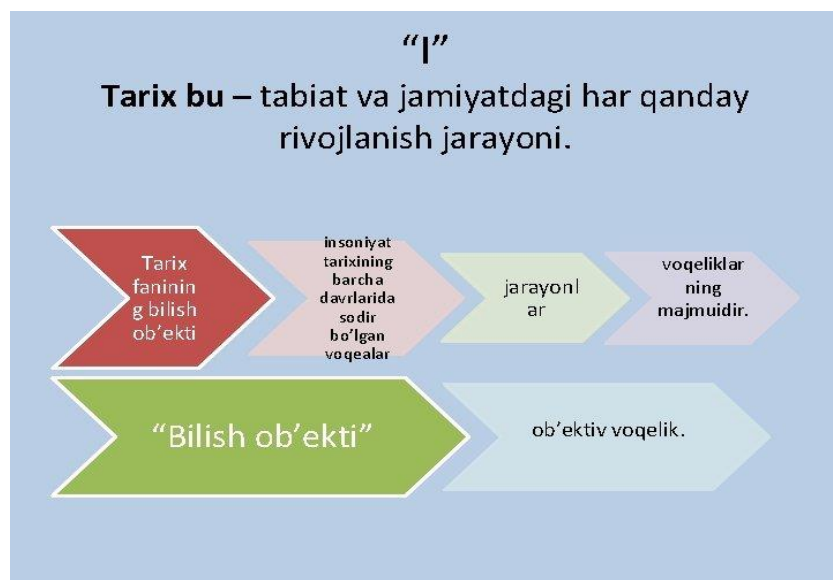 “I”
Tarix bu – tabiat va jamiyatdagi har qanday
rivojlanish jarayoni.
Tarix
faninin
g bilish
ob’ekti
insoniyat
tarixining
barcha
davrlarida
sodir
bo’lgan
voqealar
jarayonl
ar
voqeliklar
ning
majmuidir.
“Bilish ob’ekti”
ob’ektiv voqelik.